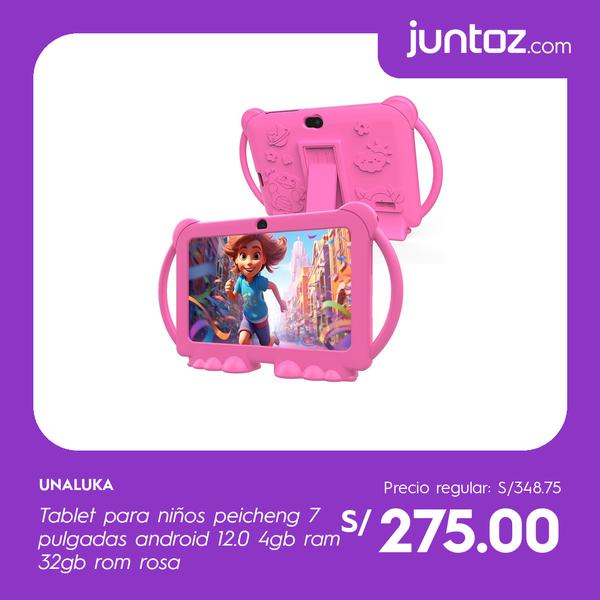 juntoz.com
UNALUKA
Precio regular: S/348.75
Tablet para niños peicheng 7
pulgadas android 12.0 4gb ram
32gb rom rosa
S/ 275.00